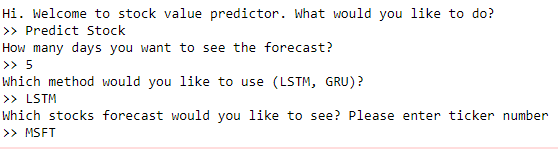 Hi. Welcome to stock value predictor. What would you like to do?
>> Predict Stock
How many days you want to see the forecast?
>> 5
Which method would you like to use (LSTM, GRU)?
>> LSTM
Which stocks forecast would you like to see? Please enter ticker number
>> MSFT